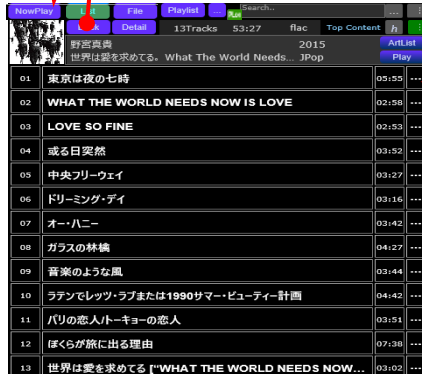 NowPlay List File Playlist ... Search... ...
Back Detail 13Tracks 53:27 flac Top Content h
野宮真貴 2015 ArtList
世界は愛を求めてる。What The World Needs... JPop Play
01 東京は夜の七時 05:55 ---
02 WHAT THE WORLD NEEDS NOW IS LOVE 02:58 ---
03 LOVE SO FINE 02:53 ---
04 或る日突然 03:52 ---
05 中央フリーウェイ 03:27 ---
06 ドリーミング・デイ 03:16 ---
07 オー・ハニー 03:42 ---
08 ガラスの林檎 04:27 ---
09 音楽のような風 03:44 ---
10 ラテンでレッツ・ラブまたは1990サマー・ビューティー計画 04:42 ---
11 パリの恋人/トーキョーの恋人 03:51 ---
12 ぼくらが旅に出る理由 07:38 ---
13 世界は愛を求めてる ["WHAT THE WORLD NEEDS NOW... 03:02 ---